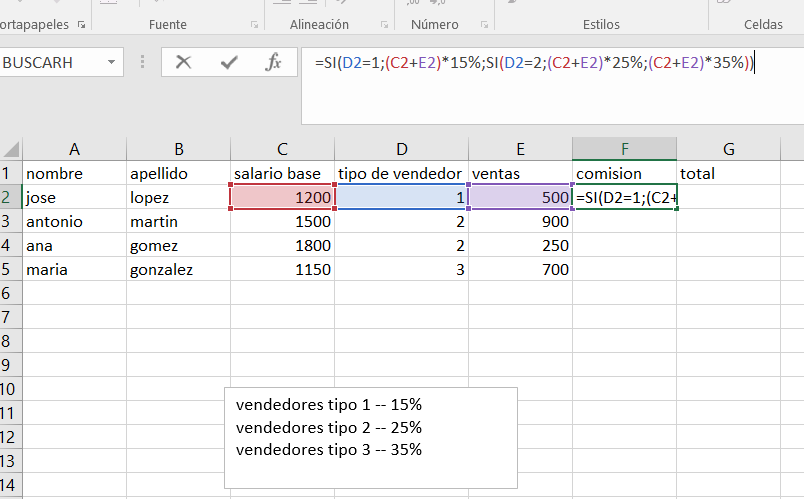 ortapapeles Fuente Alineación Número Estilos Celdas
BUSCARH fx =SI(D2=1;(C2+E2)*15%;SI(D2=2;(C2+E2)*25%;(C2+E2)*35%))
A B C D E F G
1 nombre apellido salario base tipo de vendedor ventas comision total
2 jose lopez 1200 1 500 =SI(D2=1;(C2+
3 antonio martin 1500 2 900
4 ana gomez 1800 2 250
5 maria gonzalez 1150 3 700
6
7
8
9
10
11 vendedores tipo 1 -- 15%
12 vendedores tipo 2 -- 25%
13 vendedores tipo 3 -- 35%
14